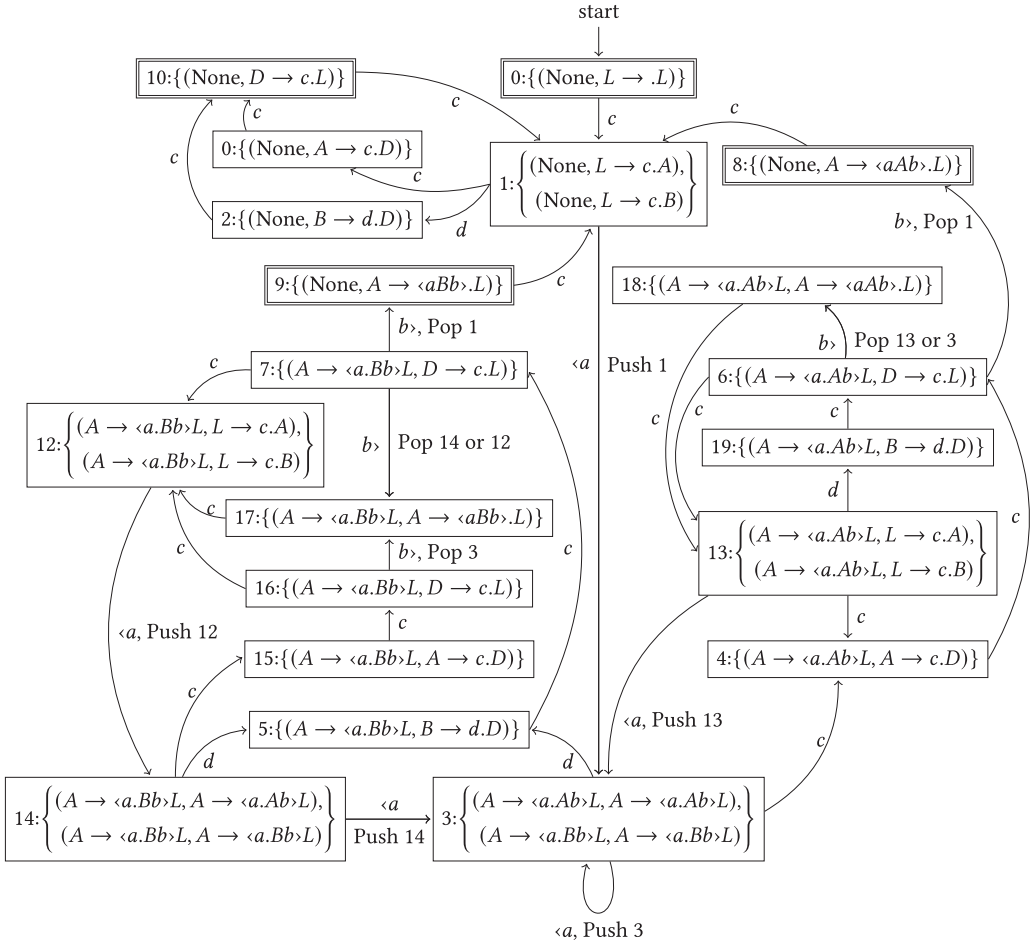 start
10:{(None, D → c.L)}
0:{(None, L → .L)}
c
c
c
c
0:{(None, A → c.D)}
c
c
1:{(None, L → c.A),
(None, L → c.B)}
8:{(None, A → ‹aAb›.L)}
2:{(None, B → d.D)}
d
b›, Pop 1
9:{(None, A → ‹aBb›.L)}
c
18:{(A → ‹a.Ab›L, A → ‹aAb›.L)}
b›, Pop 1
b› Pop 13 or 3
c
7:{(A → ‹a.Bb›L, D → c.L)}
‹a Push 1
6:{(A → ‹a.Ab›L, D → c.L)}
c
c
c
12:{(A → ‹a.Bb›L, L → c.A),
(A → ‹a.Bb›L, L → c.B)}
b› Pop 14 or 12
19:{(A → ‹a.Ab›L, B → d.D)}
d
17:{(A → ‹a.Bb›L, A → ‹aBb›.L)}
c
c
b›, Pop 3
c
c
13:{(A → ‹a.Ab›L, L → c.A),
(A → ‹a.Ab›L, L → c.B)}
16:{(A → ‹a.Bb›L, D → c.L)}
c
c
‹a, Push 12
15:{(A → ‹a.Bb›L, A → c.D)}
4:{(A → ‹a.Ab›L, A → c.D)}
c
5:{(A → ‹a.Bb›L, B → d.D)}
‹a, Push 13
d
d
c
14:{(A → ‹a.Bb›L, A → ‹a.Ab›L),
(A → ‹a.Bb›L, A → ‹a.Bb›L)}
‹a
Push 14
3:{(A → ‹a.Ab›L, A → ‹a.Ab›L),
(A → ‹a.Bb›L, A → ‹a.Bb›L)}
‹a, Push 3